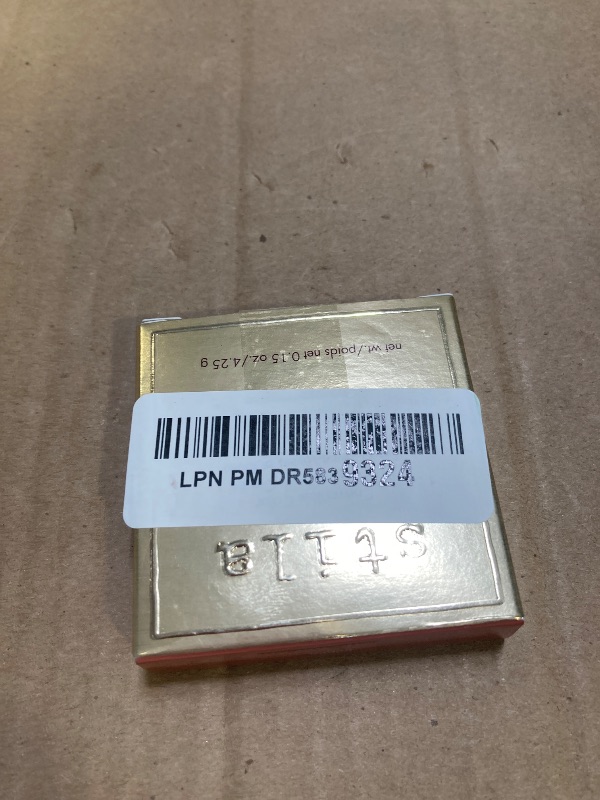 net wt./poids net 0.15 oz./4.25 g
LPN PM DR5839324
stila